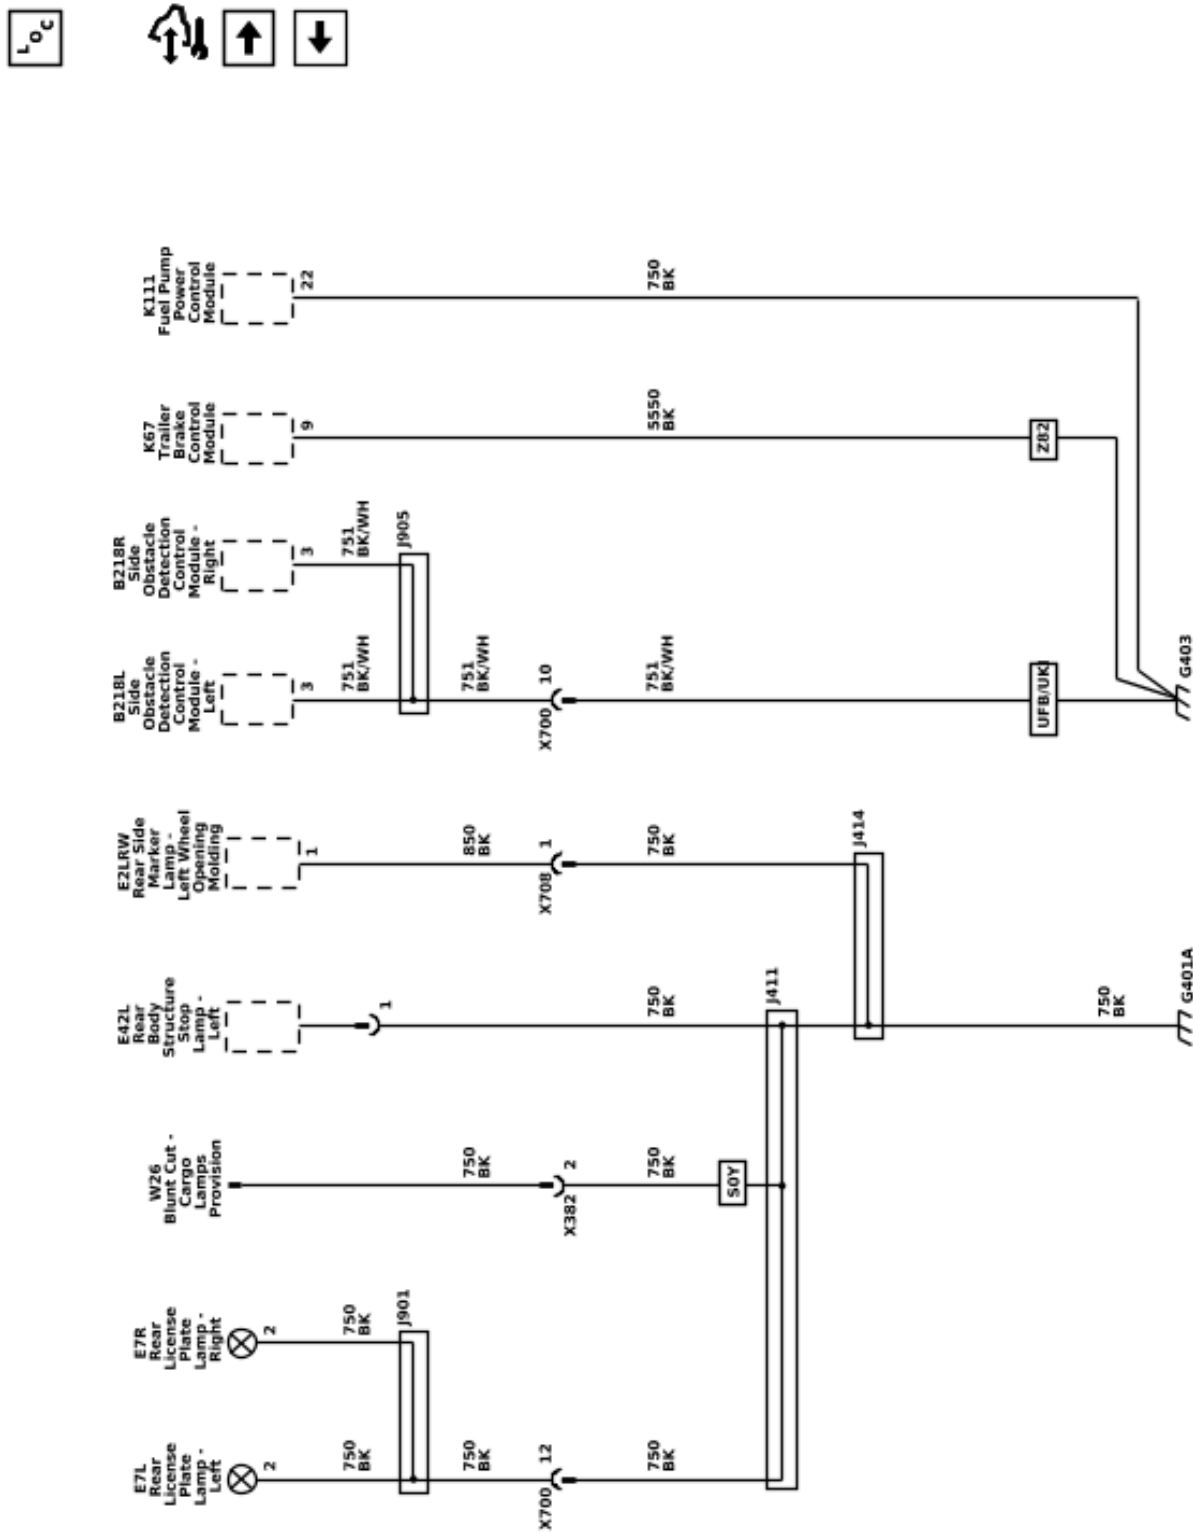 E7L
Rear
License
Plate
Lamp -
Left
2
750
BK
750
BK
X700
12
750
BK
E7R
Rear
License
Plate
Lamp -
Right
2
750
BK
J901
W26
Blunt Cut -
Cargo
Lamps
Provision
750
BK
X382
2
750
BK
S0Y
E42L
Rear
Body
Structure
Stop
Lamp -
Left
1
750
BK
J411
750
BK
G401A
E2LRW
Rear Side
Marker
Lamp -
Left Wheel
Opening
Molding
1
850
BK
X708
1
750
BK
J414
B218L
Side
Obstacle
Detection
Control
Module -
Left
3
751
BK/WH
751
BK/WH
X700
10
751
BK/WH
UFB/UKI
G403
B218R
Side
Obstacle
Detection
Control
Module -
Right
3
751
BK/WH
J905
K67
Trailer
Brake
Control
Module
9
5550
BK
Z82
K111
Fuel Pump
Power
Control
Module
22
750
BK
LOC